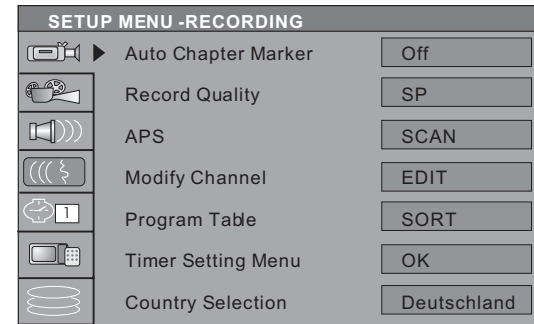 SETUP MENU -RECORDING
Auto Chapter Marker Off
Record Quality SP
APS SCAN
Modify Channel EDIT
1 Program Table SORT
Timer Setting Menu OK
Country Selection Deutschland